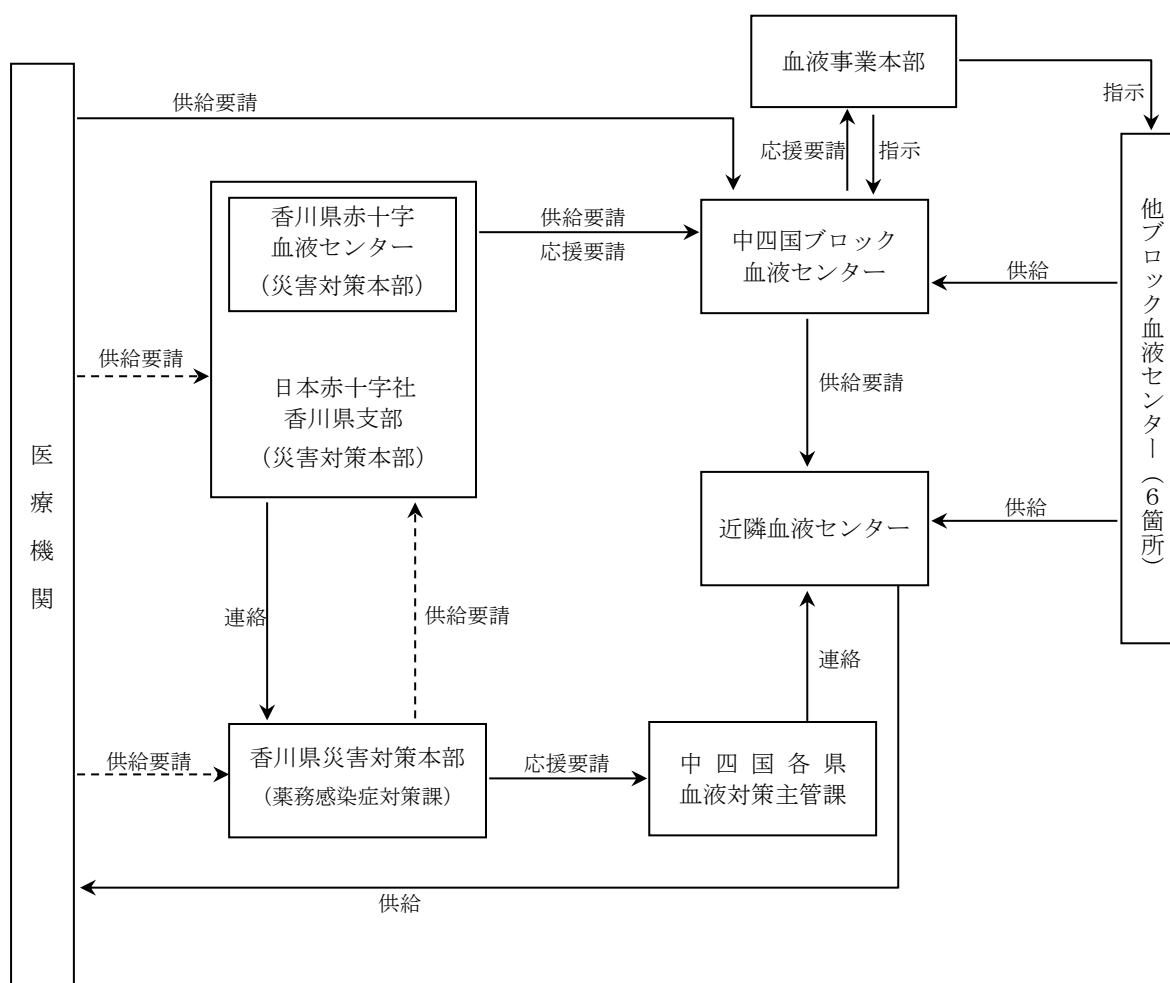 血液事業本部
供給要請
指示
応援要請
指示
香川県赤十字
血液センター
（災害対策本部）
供給要請
応援要請
中四国ブロック
血液センター
供給
他ブロック血液センター（６箇所）
供給要請
日本赤十字社
香川県支部
（災害対策本部）
供給要請
医療機関
近隣血液センター
供給
連絡
供給要請
連絡
供給要請
香川県災害対策本部
（薬務感染症対策課）
応援要請
中四国各県
血液対策主管課
供給